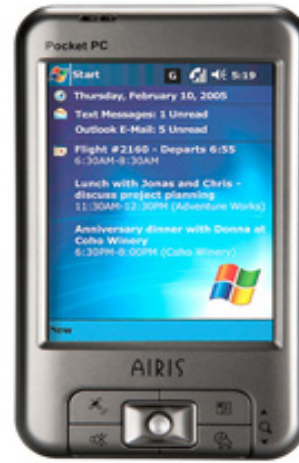 Pocket PC
Start G 5:19
Thursday, February 10, 2005
Text Messages: 1 Unread
Outlook E-Mail: 5 Unread
Flight #2160 - Departs 6:55
6:30AM-8:30AM
Lunch with Jonas and Chris -
discuss project planning
11:30AM-12:30PM (Adventure Works)
Anniversary dinner with Donna at
Coho Winery
6:30PM-8:00PM (Coho Winery)
New
AIRIS